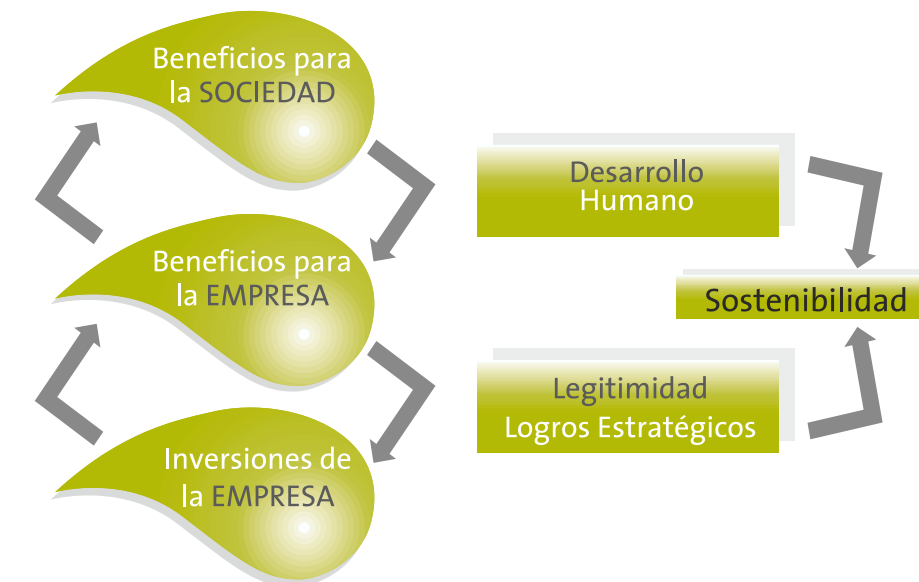 Beneficios para
la SOCIEDAD
Beneficios para
la EMPRESA
Inversiones de
la EMPRESA
Desarrollo
Humano
Sostenibilidad
Legitimidad
Logros Estratégicos